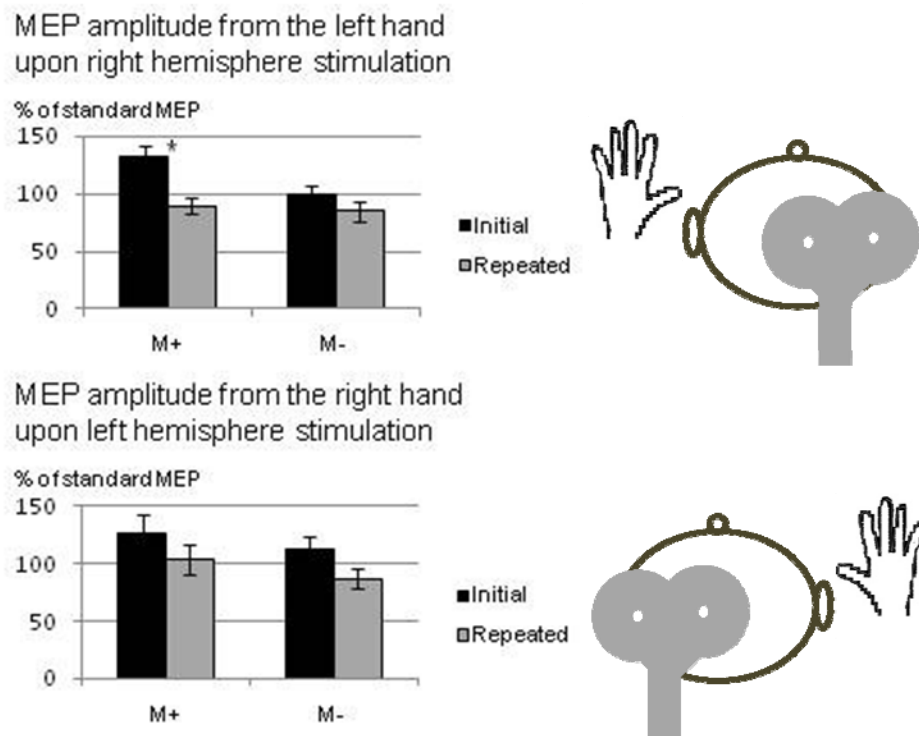 MEP amplitude from the left hand
upon right hemisphere stimulation
% of standard MEP
150
*
100
50
0
M+ M-
Initial
Repeated
MEP amplitude from the right hand
upon left hemisphere stimulation
% of standard MEP
150
100
50
0
M+ M-
Initial
Repeated